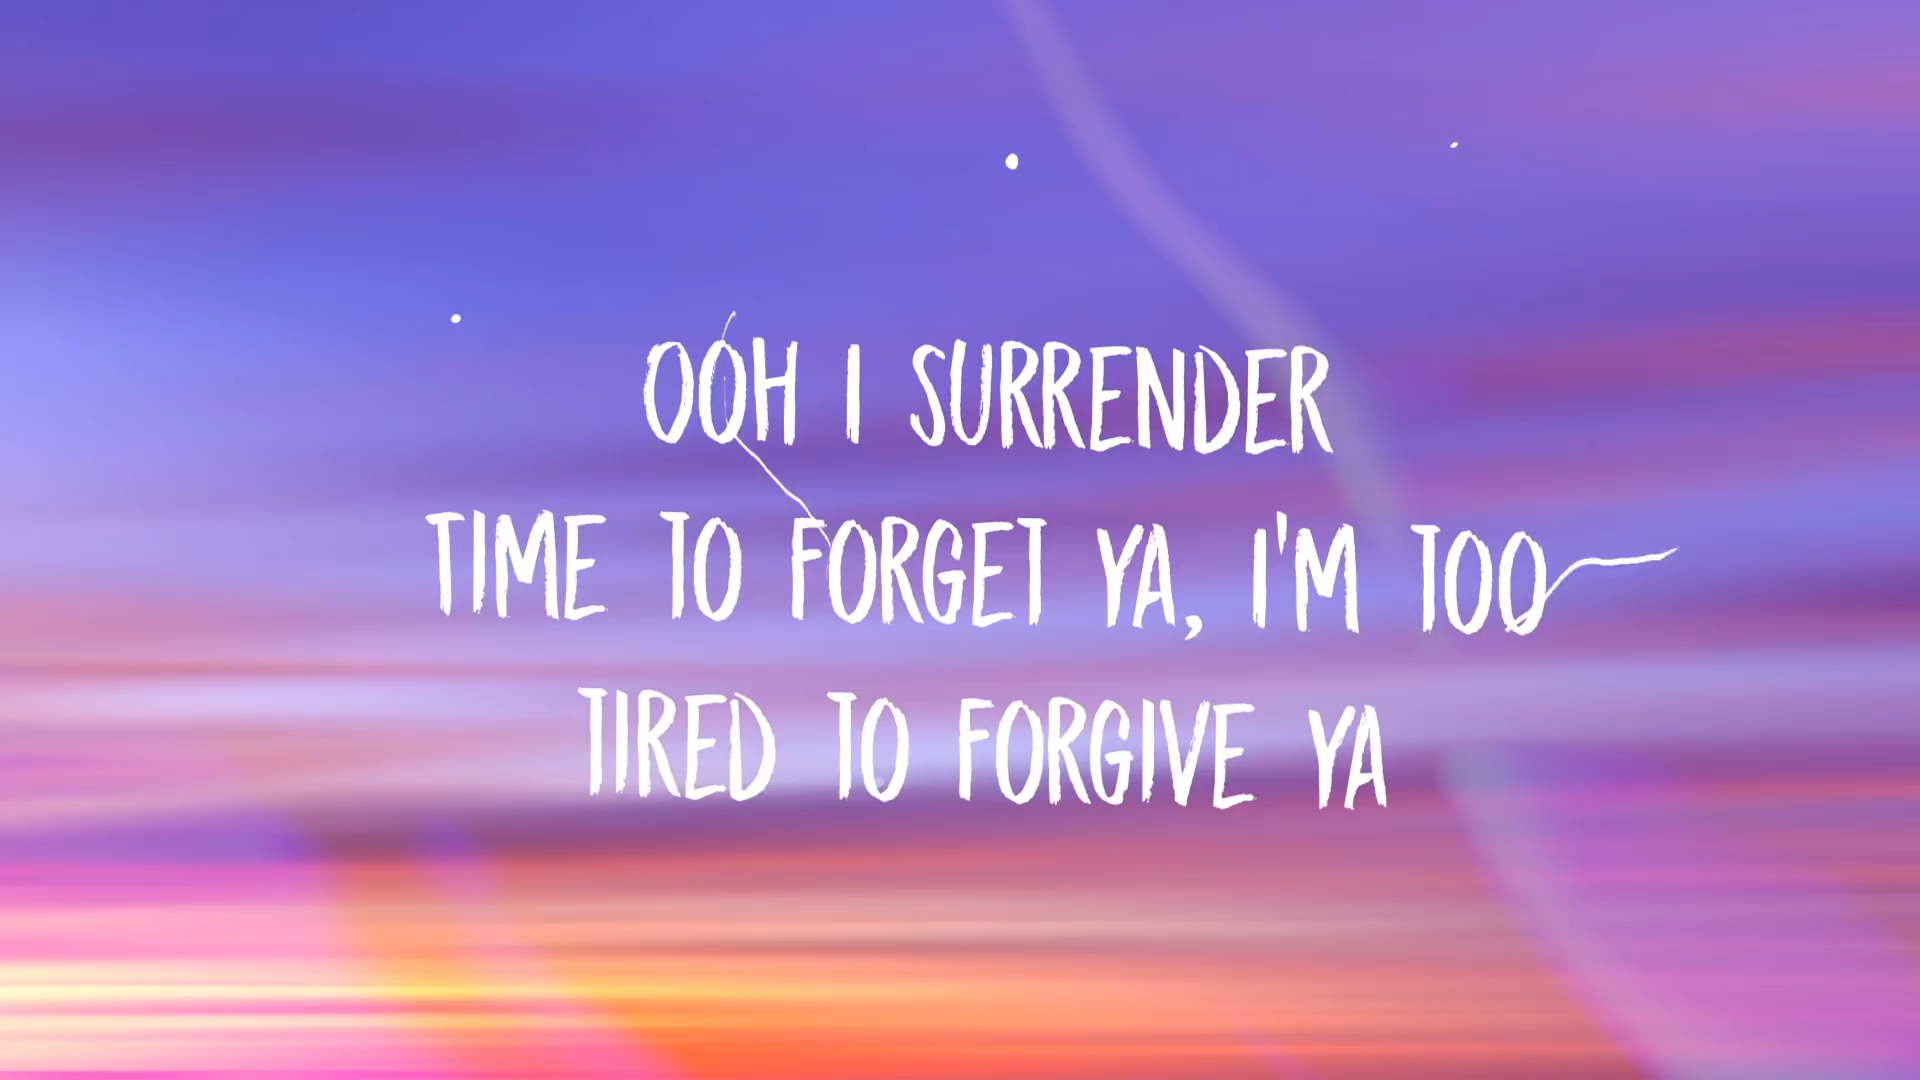 OOH I SURRENDER
TIME TO FORGET YA, I'M TOO
TIRED TO FORGIVE YA